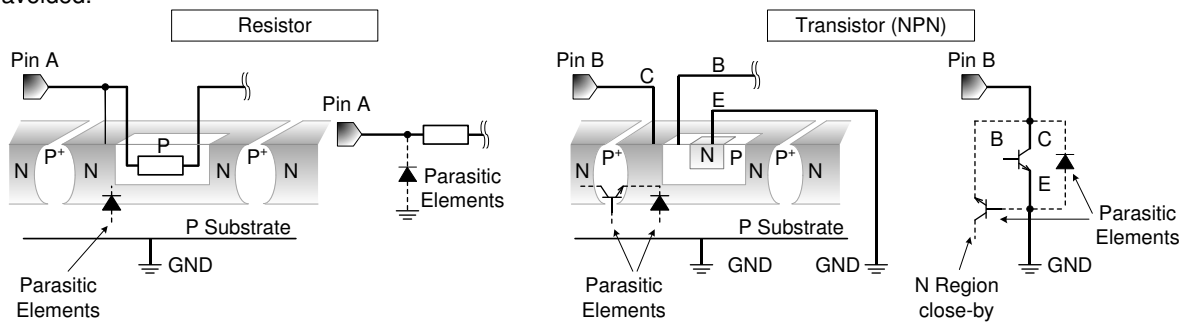 avoided.
Resistor
Transistor (NPN)
Pin A
Pin A
N
P+
N
P
N
P+
N
Parasitic
Elements
P Substrate
GND
Parasitic
Elements
Pin B
C
B
E
N
P+
N
N
P
N
P+
N
P Substrate
GND
GND
Parasitic
Elements
Pin B
B
C
E
Parasitic
Elements
GND
N Region
close-by